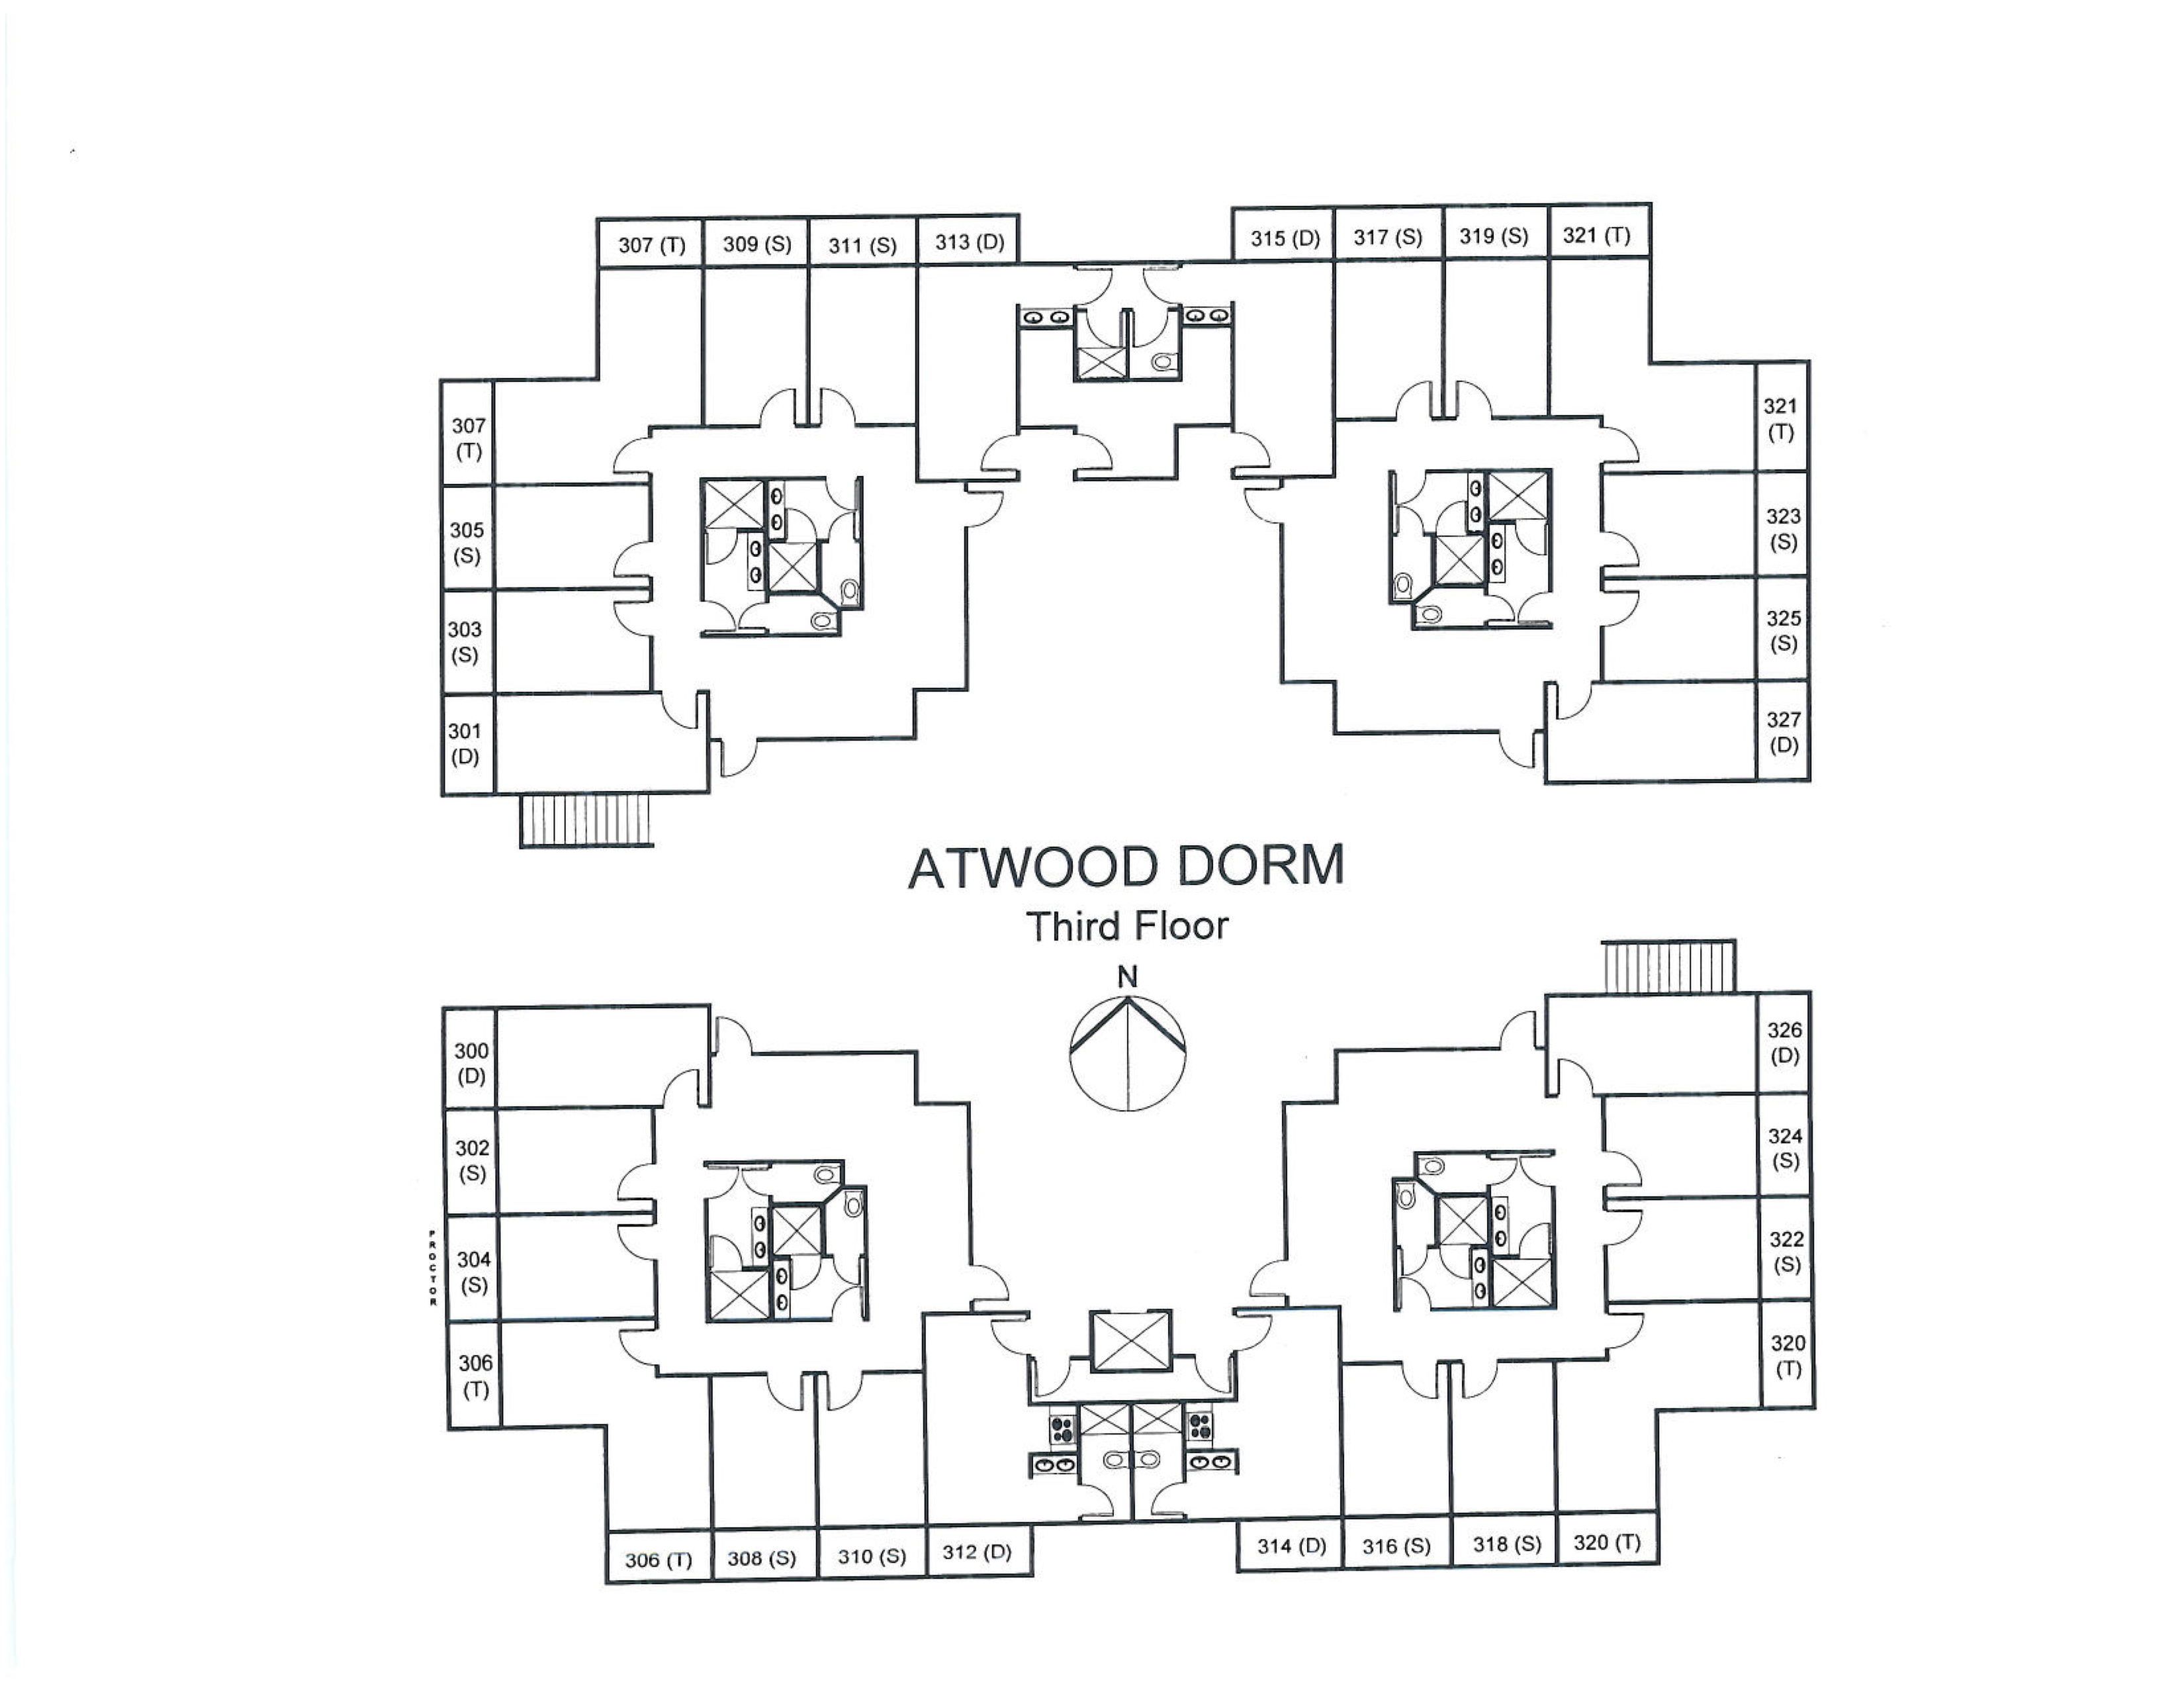 307 (T) 309 (S) 311 (S) 313 (D)
315 (D) 317 (S) 319 (S) 321 (T)
307
(T)
305
(S)
303
(S)
301
(D)
321
(T)
323
(S)
325
(S)
327
(D)
ATWOOD DORM
Third Floor
N
300
(D)
302
(S)
PROCTOR
304
(S)
306
(T)
326
(D)
324
(S)
322
(S)
320
(T)
306 (T) 308 (S) 310 (S) 312 (D)
314 (D) 316 (S) 318 (S) 320 (T)